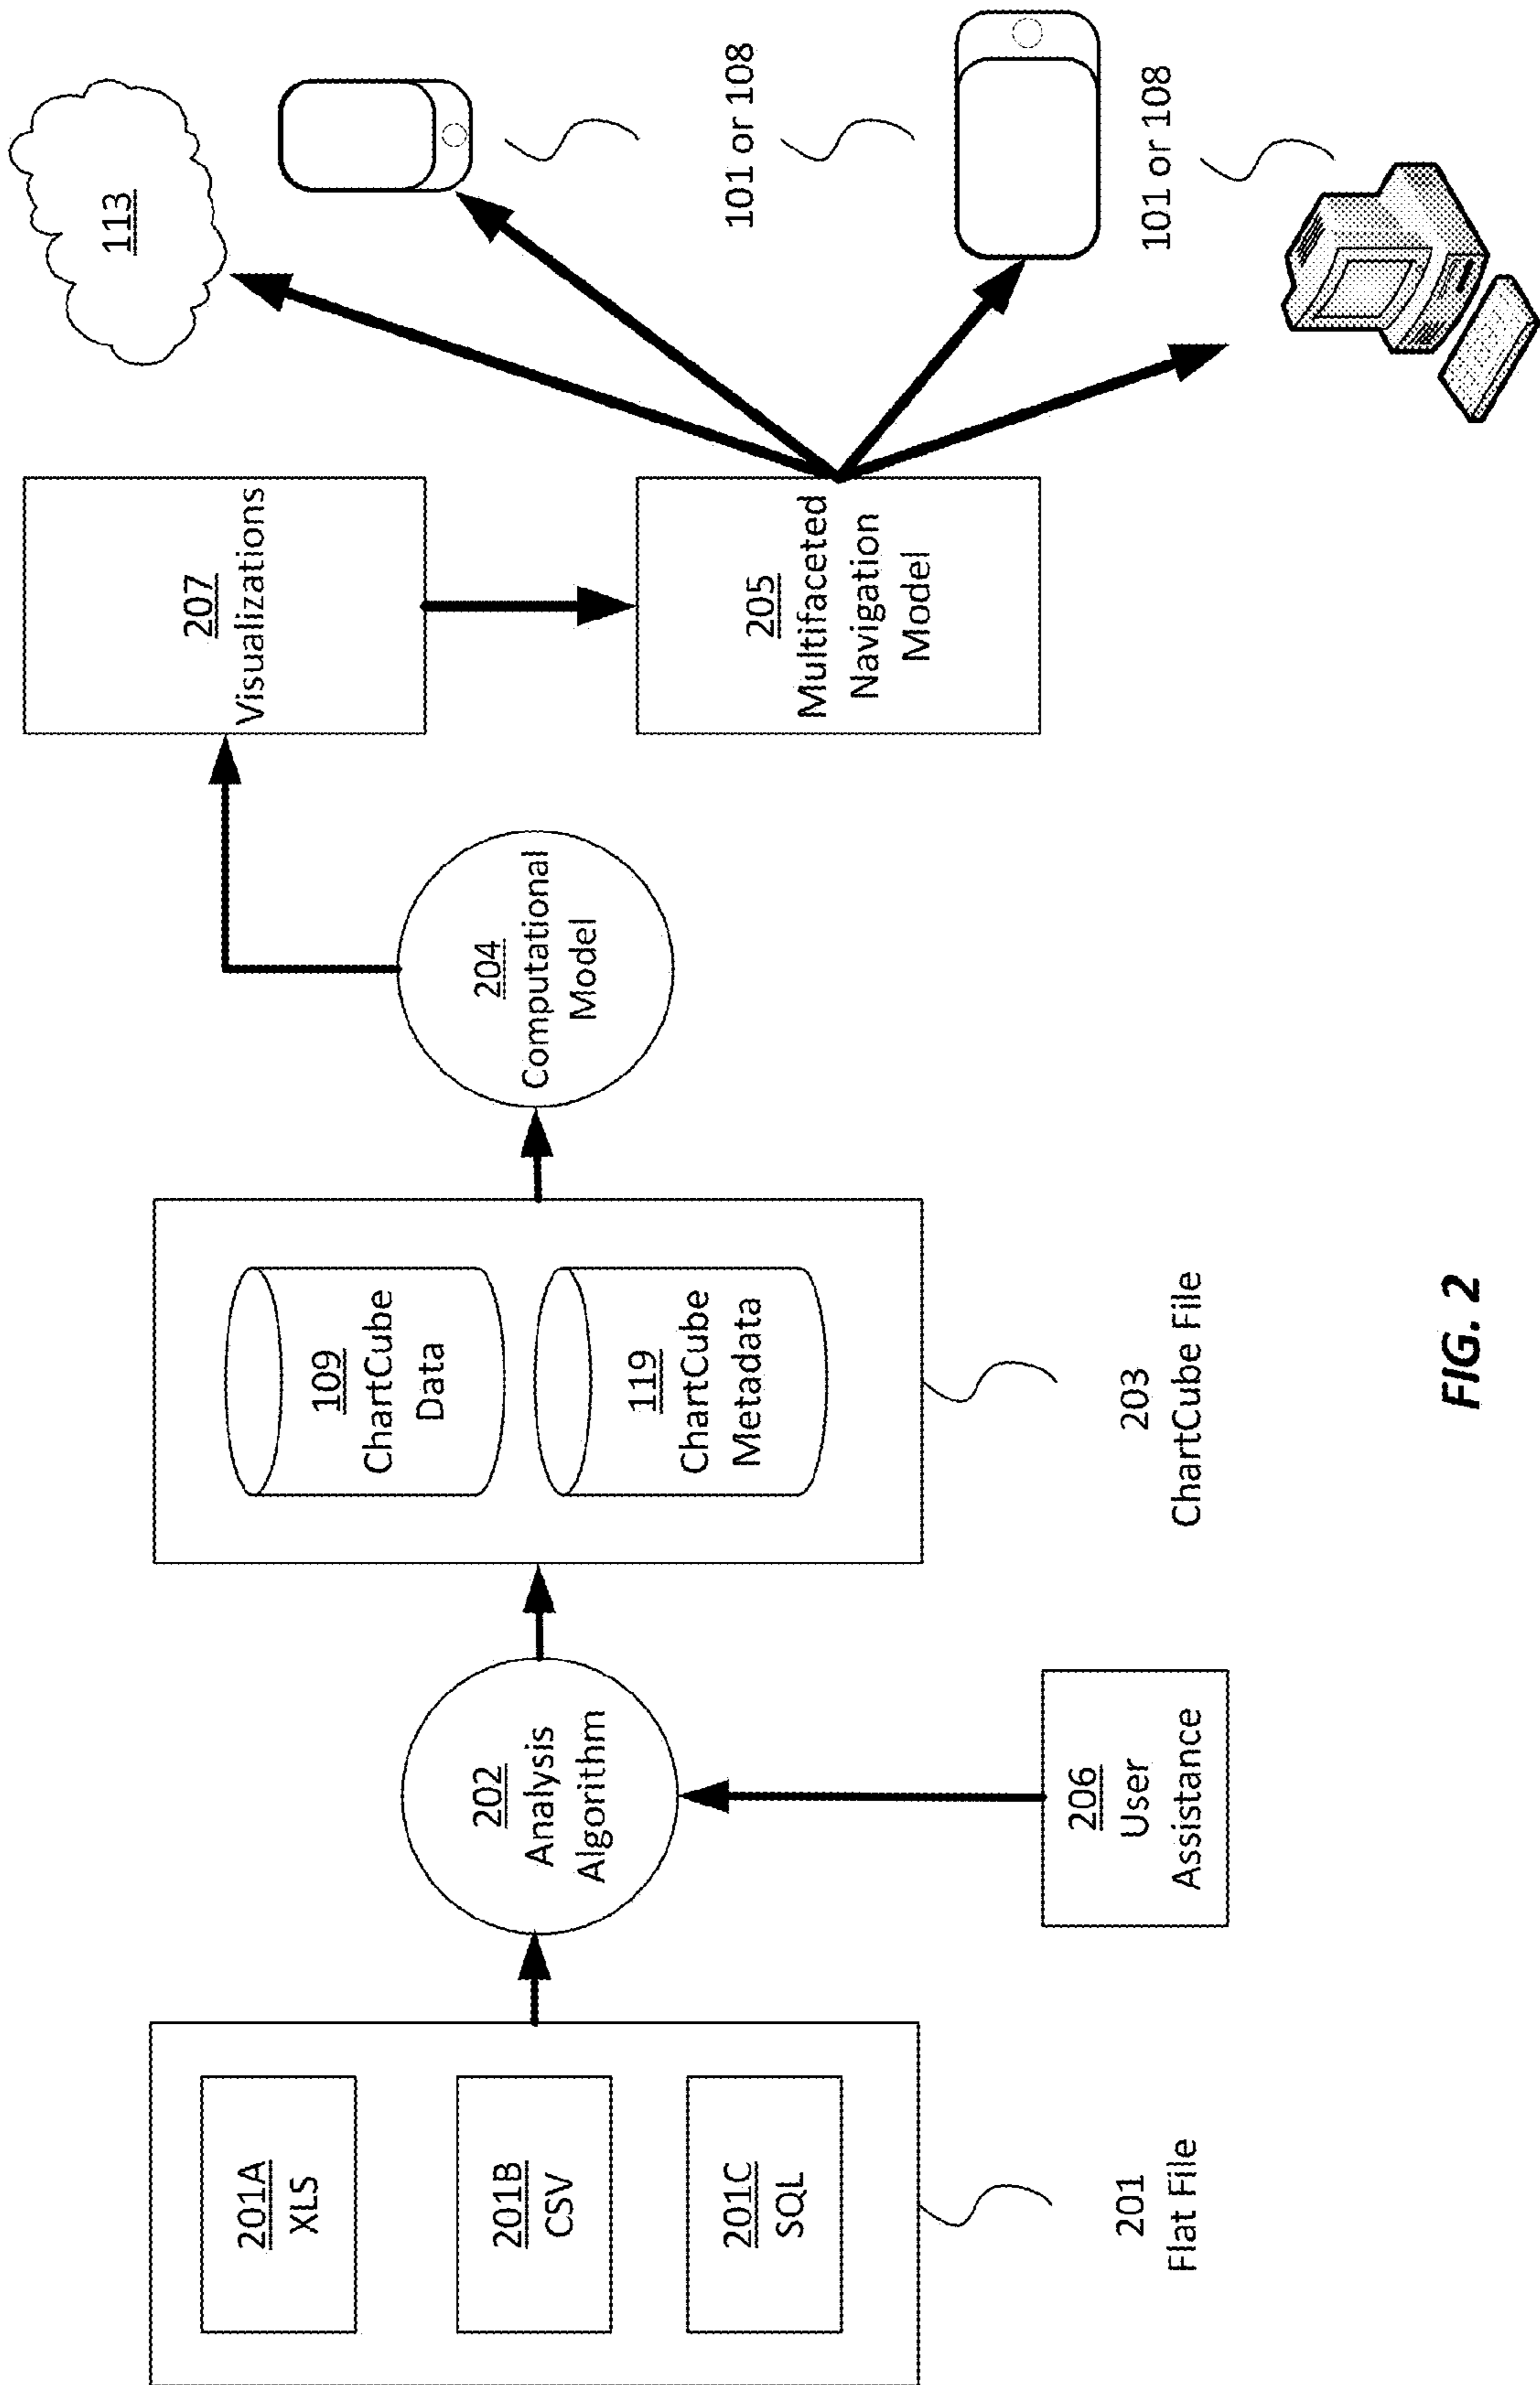 201A
XLS
201B
CSV
201C
SQL
201
Flat File
202
Analysis
Algorithm
206
User
Assistance
109
ChartCube
Data
119
ChartCube
Metadata
203
ChartCube File
204
Computational
Model
207
Visualizations
205
Multifaceted
Navigation
Model
113
101 or 108
101 or 108
FIG. 2